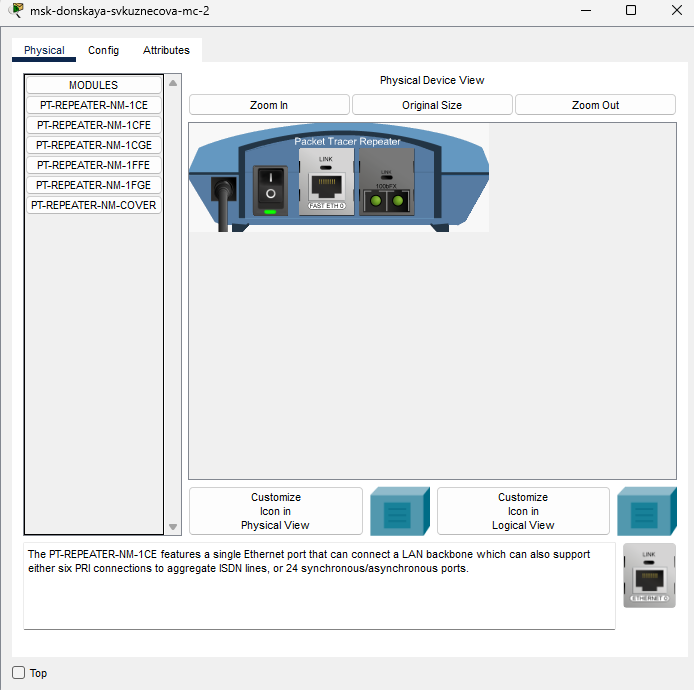 msk-donskaya-svkuznecova-mc-2
Physical Config Attributes
MODULES
PT-REPEATER-NM-1CE
PT-REPEATER-NM-1CFE
PT-REPEATER-NM-1CGE
PT-REPEATER-NM-1FFE
PT-REPEATER-NM-1FGE
PT-REPEATER-NM-COVER
Physical Device View
Zoom In Original Size Zoom Out
Packet Tracer Repeater
LINK
LINK
100bFX
FAST ETH 0
Customize
Icon in
Physical View
Customize
Icon in
Logical View
The PT-REPEATER-NM-1CE features a single Ethernet port that can connect a LAN backbone which can also support
either six PRI connections to aggregate ISDN lines, or 24 synchronous/asynchronous ports.
LINK
ETHERNET 0
Top